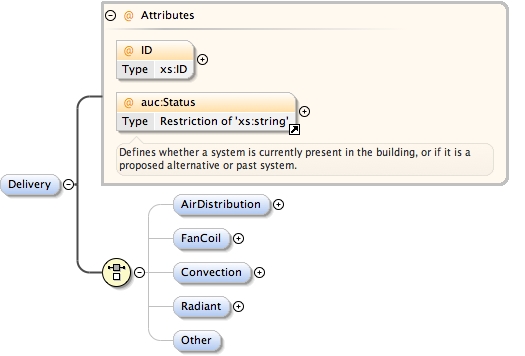 @ Attributes
@ ID
Type xs:ID
@ auc:Status
Type Restriction of 'xs:string'
Defines whether a system is currently present in the building, or if it is a
proposed alternative or past system.
Delivery
AirDistribution
FanCoil
Convection
Radiant
Other